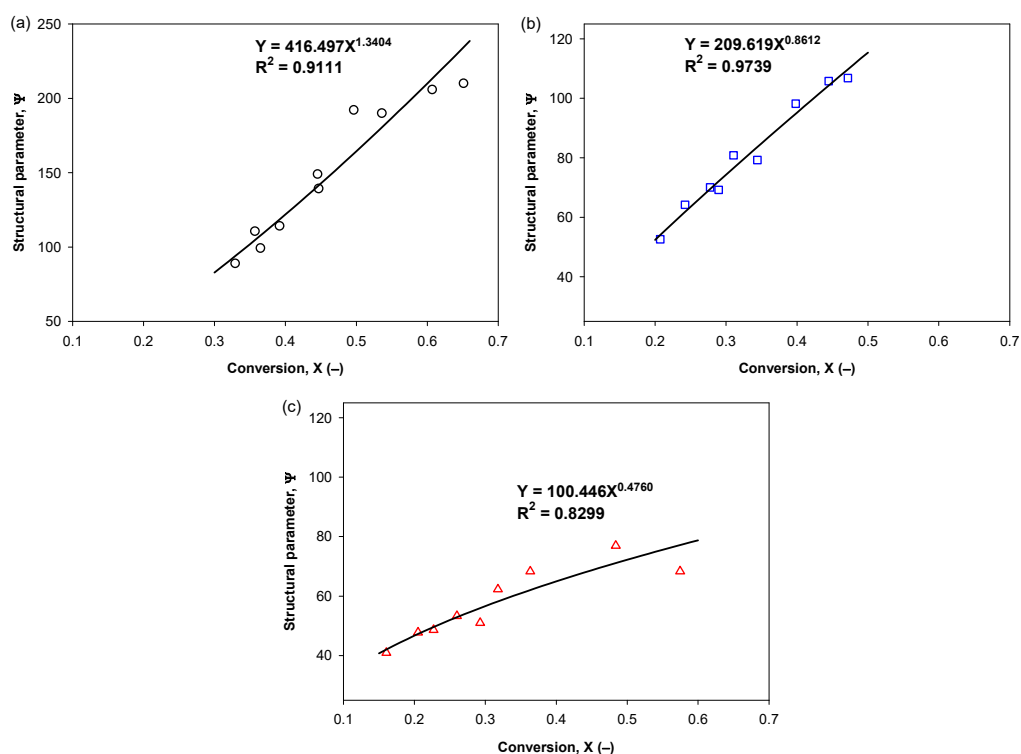 (a)
Y = 416.497X^1.3404
R^2 = 0.9111
250
200
150
100
50
Structural parameter, Ψ
0.1 0.2 0.3 0.4 0.5 0.6 0.7
Conversion, X (–)
(b)
Y = 209.619X^0.8612
R^2 = 0.9739
120
100
80
60
40
Structural parameter, Ψ
0.1 0.2 0.3 0.4 0.5 0.6 0.7
Conversion, X (–)
(c)
Y = 100.446X^0.4760
R^2 = 0.8299
120
100
80
60
40
Structural parameter, Ψ
0.1 0.2 0.3 0.4 0.5 0.6 0.7
Conversion, X (–)